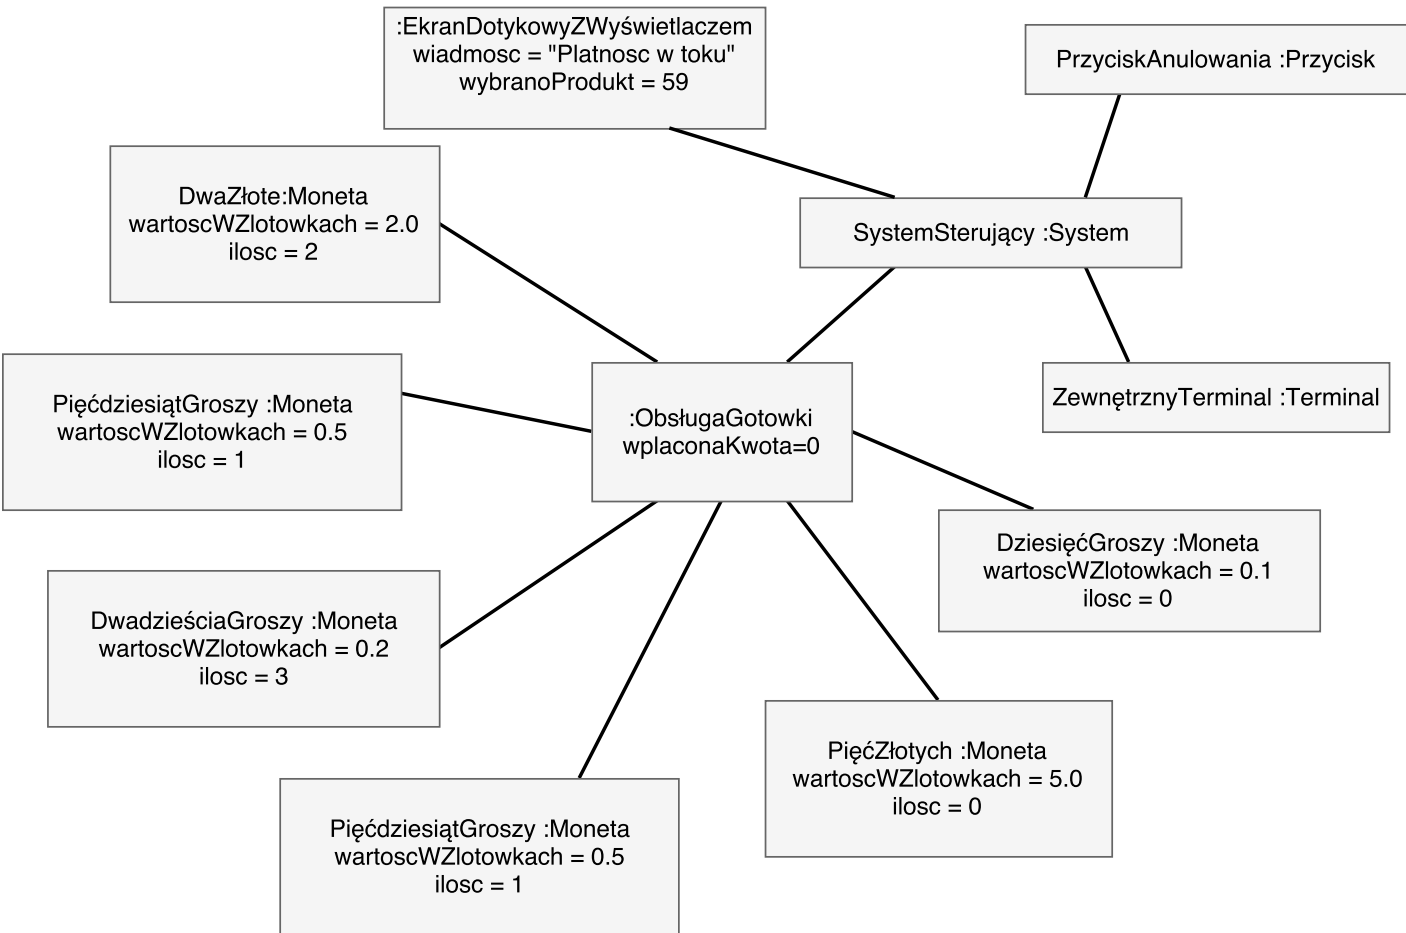 :EkranDotykowyZWyświetlaczem
wiadmosc = "Platnosc w toku"
wybranoProdukt = 59
PrzyciskAnulowania :Przycisk
DwaZłote:Moneta
wartoscWZlotowkach = 2.0
ilosc = 2
SystemSterujący :System
PięćdziesiątGroszy :Moneta
wartoscWZlotowkach = 0.5
ilosc = 1
:ObsługaGotowki
wplaconaKwota=0
ZewnętrznyTerminal :Terminal
DziesięćGroszy :Moneta
wartoscWZlotowkach = 0.1
ilosc = 0
DwadzieściaGroszy :Moneta
wartoscWZlotowkach = 0.2
ilosc = 3
PięćZłotych :Moneta
wartoscWZlotowkach = 5.0
ilosc = 0
PięćdziesiątGroszy :Moneta
wartoscWZlotowkach = 0.5
ilosc = 1